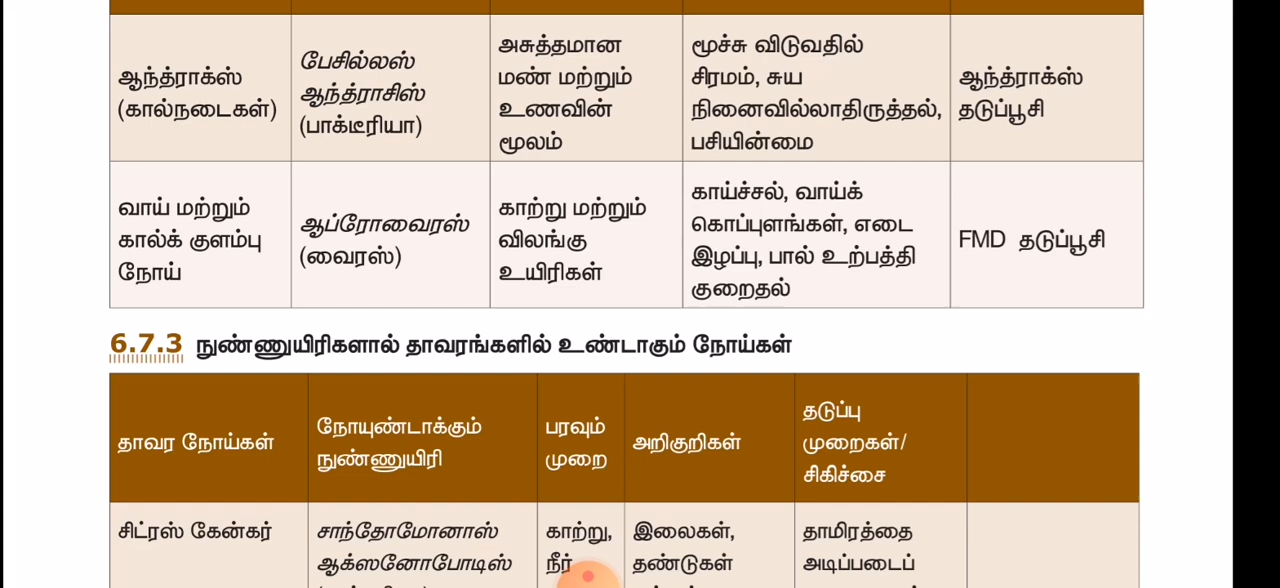 ஆந்த்ராக்ஸ்
(கால்நடைகள்)
பேசில்லஸ்
ஆந்த்ராசிஸ்
(பாக்டீரியா)
அசுத்தமான
மண் மற்றும்
உணவின்
மூலம்
மூச்சு விடுவதில்
சிரமம், சுய
நினைவில்லாதிருத்தல்,
பசியின்மை
ஆந்த்ராக்ஸ்
தடுப்பூசி
வாய் மற்றும்
கால்க் குளம்பு
நோய்
ஆப்ரோவைரஸ்
(வைரஸ்)
காற்று மற்றும்
விலங்கு
உயிரிகள்
காய்ச்சல், வாய்க்
கொப்புளங்கள், எடை
இழப்பு, பால் உற்பத்தி
குறைதல்
FMD தடுப்பூசி
6.7.3 நுண்ணுயிரிகளால் தாவரங்களில் உண்டாகும் நோய்கள்
தாவர நோய்கள்
நோயுண்டாக்கும்
நுண்ணுயிரி
பரவும்
முறை
அறிகுறிகள்
தடுப்பு
முறைகள்/
சிகிச்சை
சிட்ரஸ் கேன்கர்
சாந்தோமோனாஸ்
ஆக்ஸனோபோடிஸ்
காற்று,
நீர்
இலைகள்,
தண்டுகள்
தாமிரத்தை
அடிப்படைப்